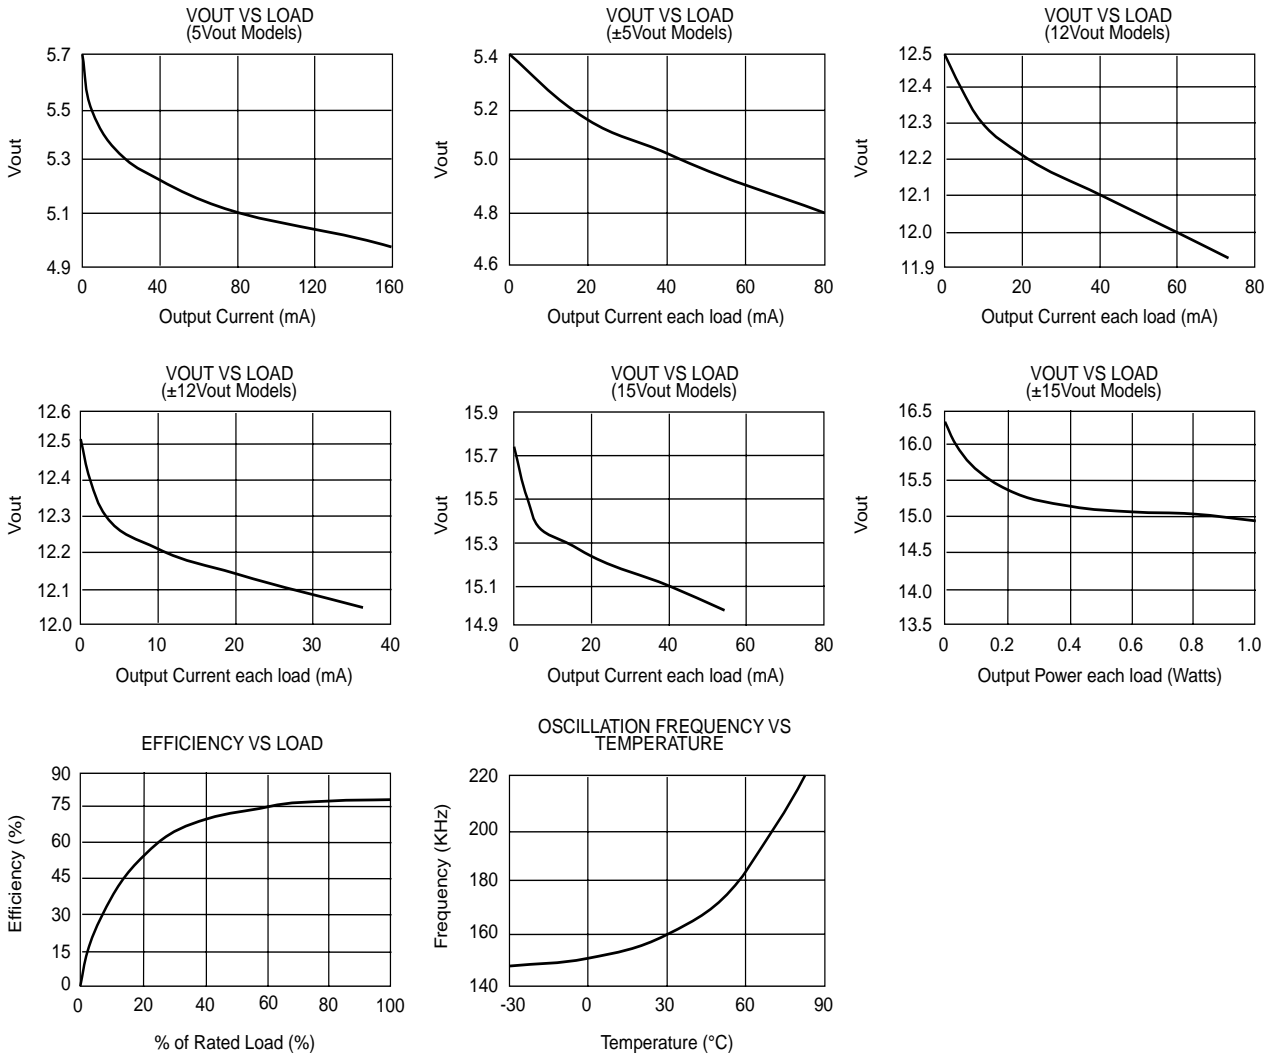 VOUT VS LOAD
(5Vout Models)
5.7
5.5
5.3
5.1
4.9
Vout
0 40 80 120 160
Output Current (mA)
VOUT VS LOAD
(±5Vout Models)
5.4
5.2
5.0
4.8
4.6
Vout
0 20 40 60 80
Output Current each load (mA)
VOUT VS LOAD
(12Vout Models)
12.5
12.4
12.3
12.2
12.1
12.0
11.9
Vout
0 20 40 60 80
Output Current each load (mA)
VOUT VS LOAD
(±12Vout Models)
12.6
12.5
12.4
12.3
12.2
12.1
12.0
Vout
0 10 20 30 40
Output Current each load (mA)
VOUT VS LOAD
(15Vout Models)
15.9
15.7
15.5
15.3
15.1
14.9
Vout
0 20 40 60 80
Output Current each load (mA)
VOUT VS LOAD
(±15Vout Models)
16.5
16.0
15.5
15.0
14.5
14.0
13.5
Vout
0 0.2 0.4 0.6 0.8 1.0
Output Power each load (Watts)
EFFICIENCY VS LOAD
90
75
60
45
30
15
0
Efficiency (%)
0 20 40 60 80 100
% of Rated Load (%)
OSCILLATION FREQUENCY VS
TEMPERATURE
220
200
180
160
140
Frequency (KHz)
-30 0 30 60 90
Temperature (°C)